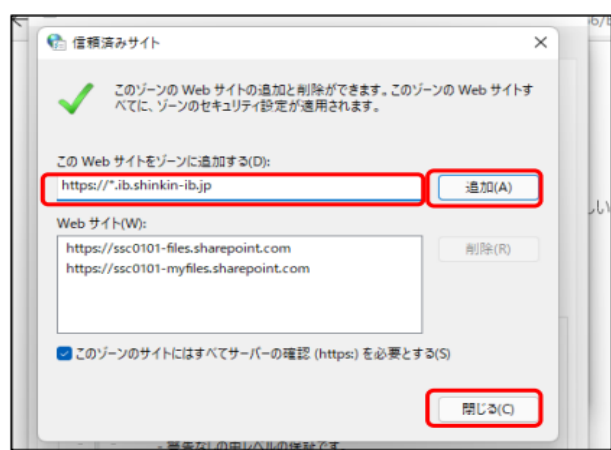 信頼済みサイト
このゾーンの Web サイトの追加と削除ができます。このゾーンの Web サイトす
べてに、ゾーンのセキュリティ設定が適用されます。
この Web サイトをゾーンに追加する(D):
https://*.ib.shinkin-ib.jp
追加(A)
Web サイト(W):
https://ssc0101-files.sharepoint.com
https://ssc0101-myfiles.sharepoint.com
削除(R)
このゾーンのサイトにはすべてサーバーの確認 (https:) を必要とする(S)
閉じる(C)